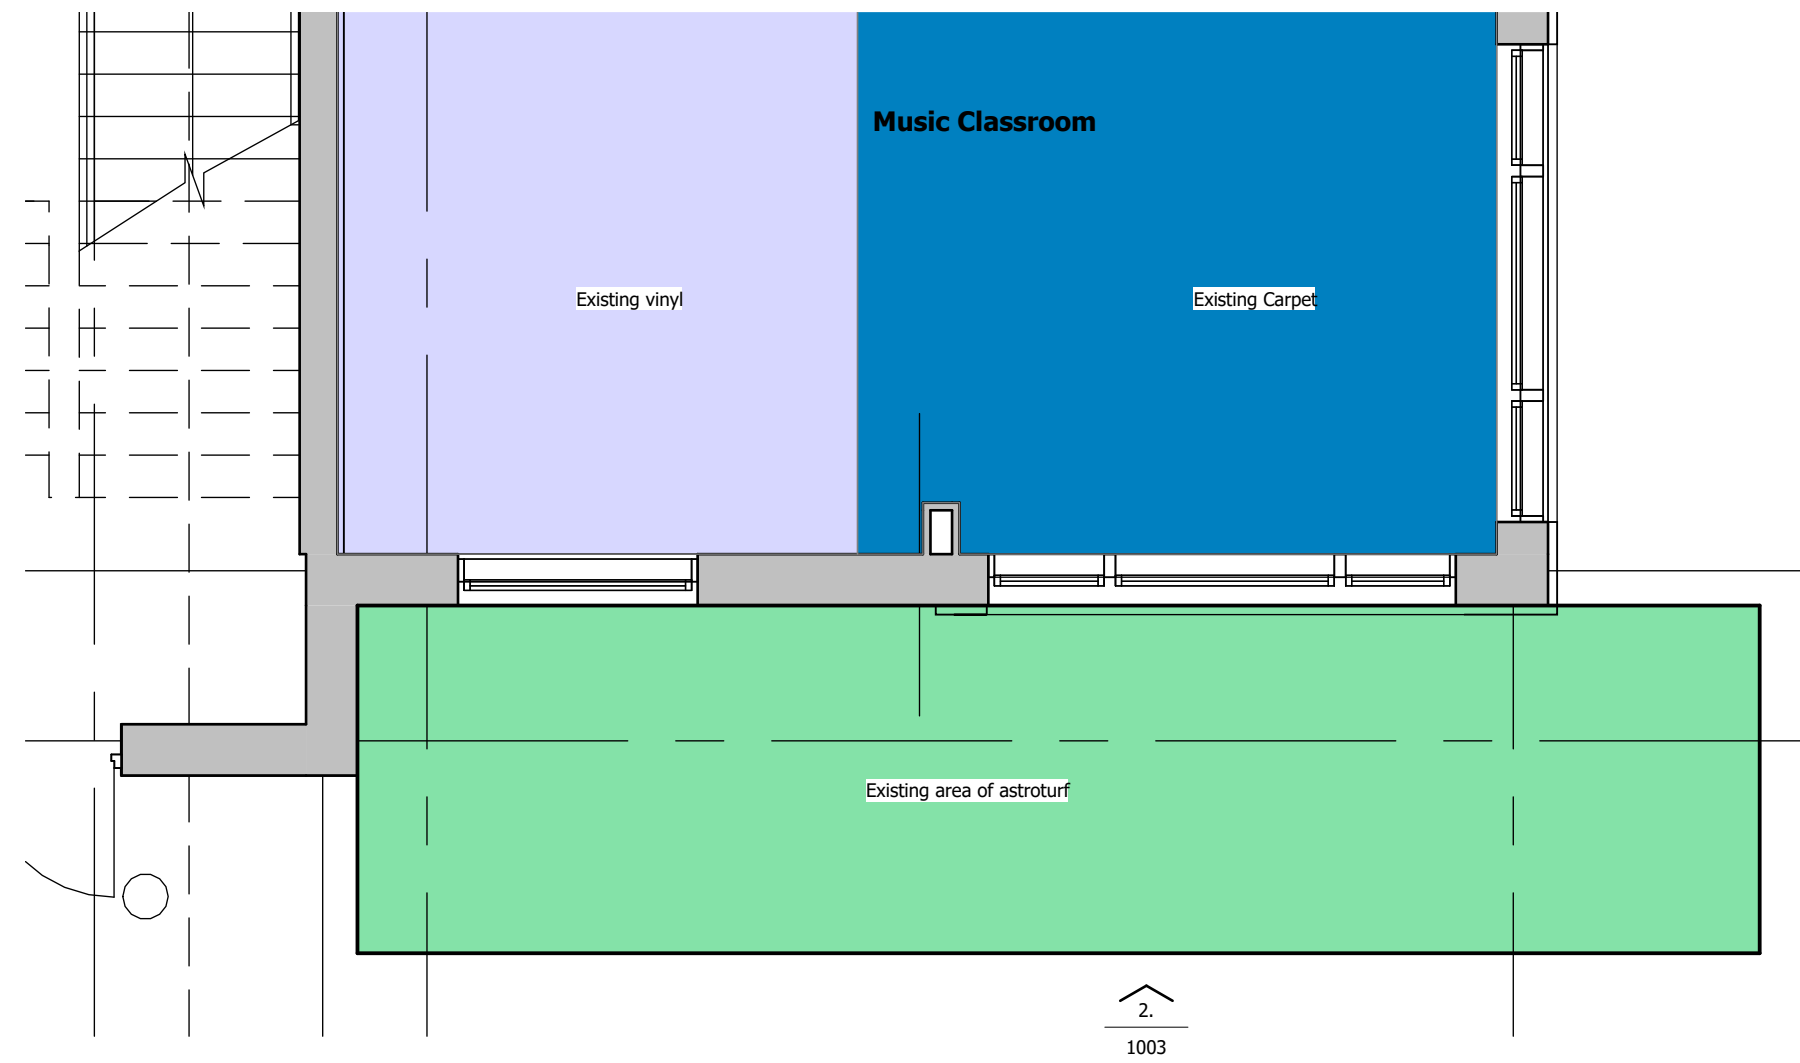 Music Classroom
Existing vinyl
Existing Carpet
Existing area of astroturf
2.
1003